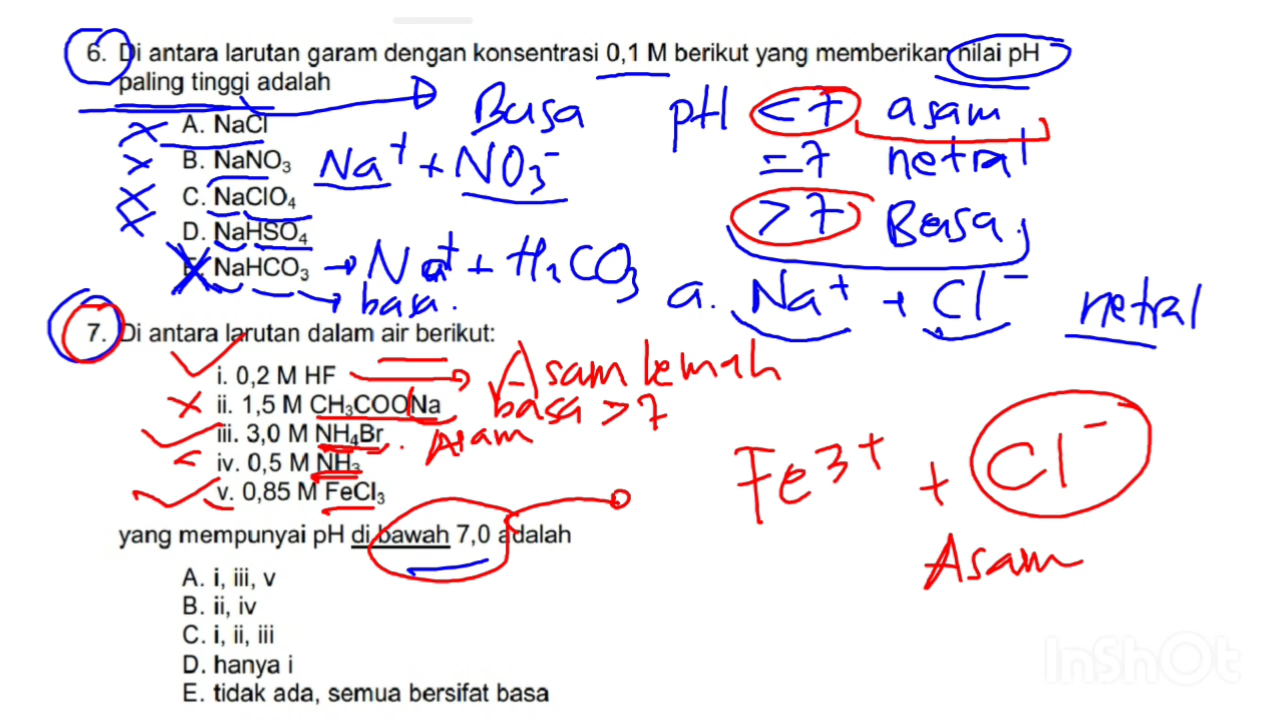 6. Di antara larutan garam dengan konsentrasi 0,1 M berikut yang memberikan nilai pH
paling tinggi adalah
Basa
pH < 7 asam
A. NaCl
B. NaNO₃
Na⁺ + NO₃⁻
= 7 netral
C. NaClO₄
> 7 Basa
D. NaHSO₄
E. NaHCO₃ → Na⁺ + H₂CO₃
basa.
a. Na⁺ + Cl⁻ netral
7. Di antara larutan dalam air berikut:
i. 0,2 M HF
Asam lemah
ii. 1,5 M CH₃COONa
basa > 7
iii. 3,0 M NH₄Br
Asam
iv. 0,5 M NH₃
v. 0,85 M FeCl₃
Fe3⁺ + Cl⁻
Asam
yang mempunyai pH di bawah 7,0 adalah
A. i, iii, v
B. ii, iv
C. i, ii, iii
D. hanya i
E. tidak ada, semua bersifat basa
InShOt